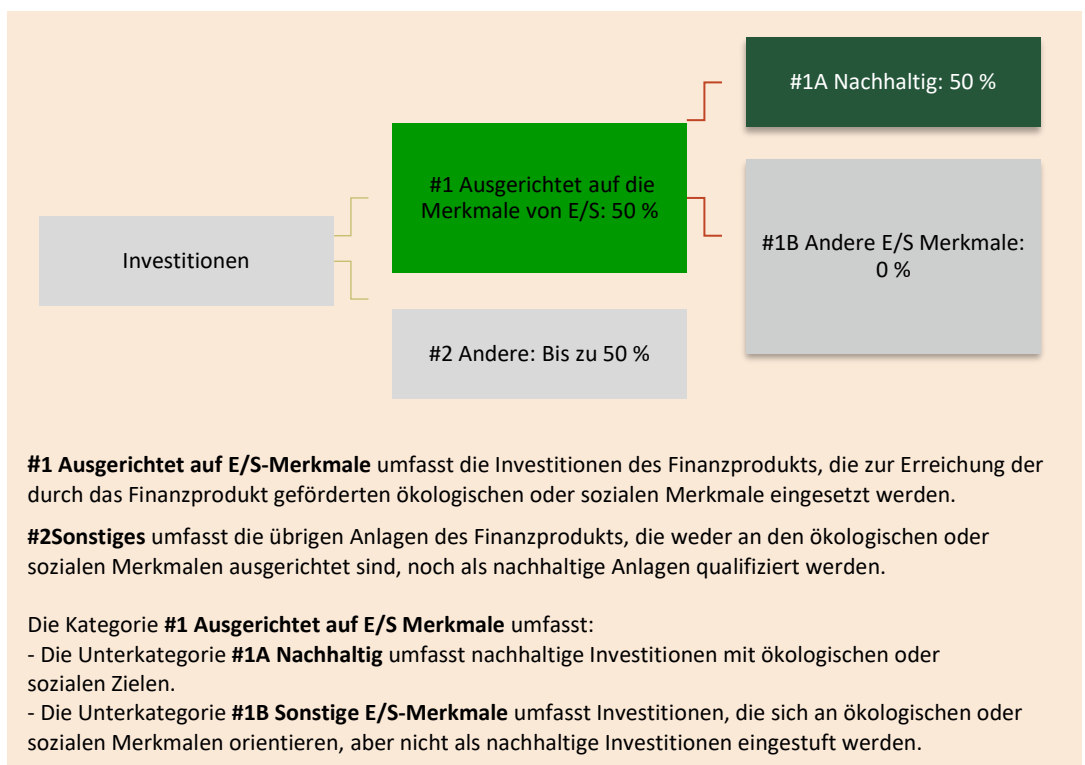 #1A Nachhaltig: 50 %
#1 Ausgerichtet auf die
Merkmale von E/S: 50 %
#1B Andere E/S Merkmale:
0 %
Investitionen
#2 Andere: Bis zu 50 %
#1 Ausgerichtet auf E/S-Merkmale umfasst die Investitionen des Finanzprodukts, die zur Erreichung der
durch das Finanzprodukt geförderten ökologischen oder sozialen Merkmale eingesetzt werden.
#2Sonstiges umfasst die übrigen Anlagen des Finanzprodukts, die weder an den ökologischen oder
sozialen Merkmalen ausgerichtet sind, noch als nachhaltige Anlagen qualifiziert werden.
Die Kategorie #1 Ausgerichtet auf E/S Merkmale umfasst:
- Die Unterkategorie #1A Nachhaltig umfasst nachhaltige Investitionen mit ökologischen oder
sozialen Zielen.
- Die Unterkategorie #1B Sonstige E/S-Merkmale umfasst Investitionen, die sich an ökologischen oder
sozialen Merkmalen orientieren, aber nicht als nachhaltige Investitionen eingestuft werden.